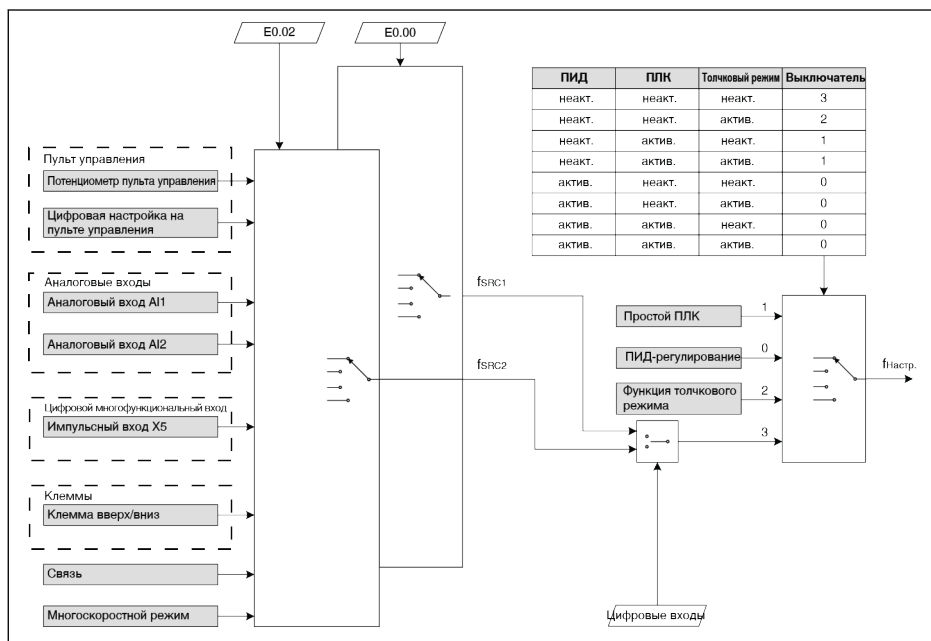 E0.02
E0.00
ПИД ПЛК Толчковый режим Выключатель
неакт. неакт. неакт. 3
неакт. неакт. актив. 2
неакт. актив. неакт. 1
неакт. актив. актив. 1
актив. неакт. неакт. 0
актив. неакт. актив. 0
актив. актив. неакт. 0
актив. актив. актив. 0
Пульт управления
Потенциометр пульта управления
Цифровая настройка на
пульте управления
Аналоговые входы
Аналоговый вход AI1
Аналоговый вход AI2
Цифровой многофункциональный вход
Импульсный вход X5
Клеммы
Клемма вверх/вниз
Связь
Многоскоростной режим
fSRC1
fSRC2
Простой ПЛК
1
ПИД-регулирование
0
Функция толчкового
режима
2
3
fНастр.
Цифровые входы